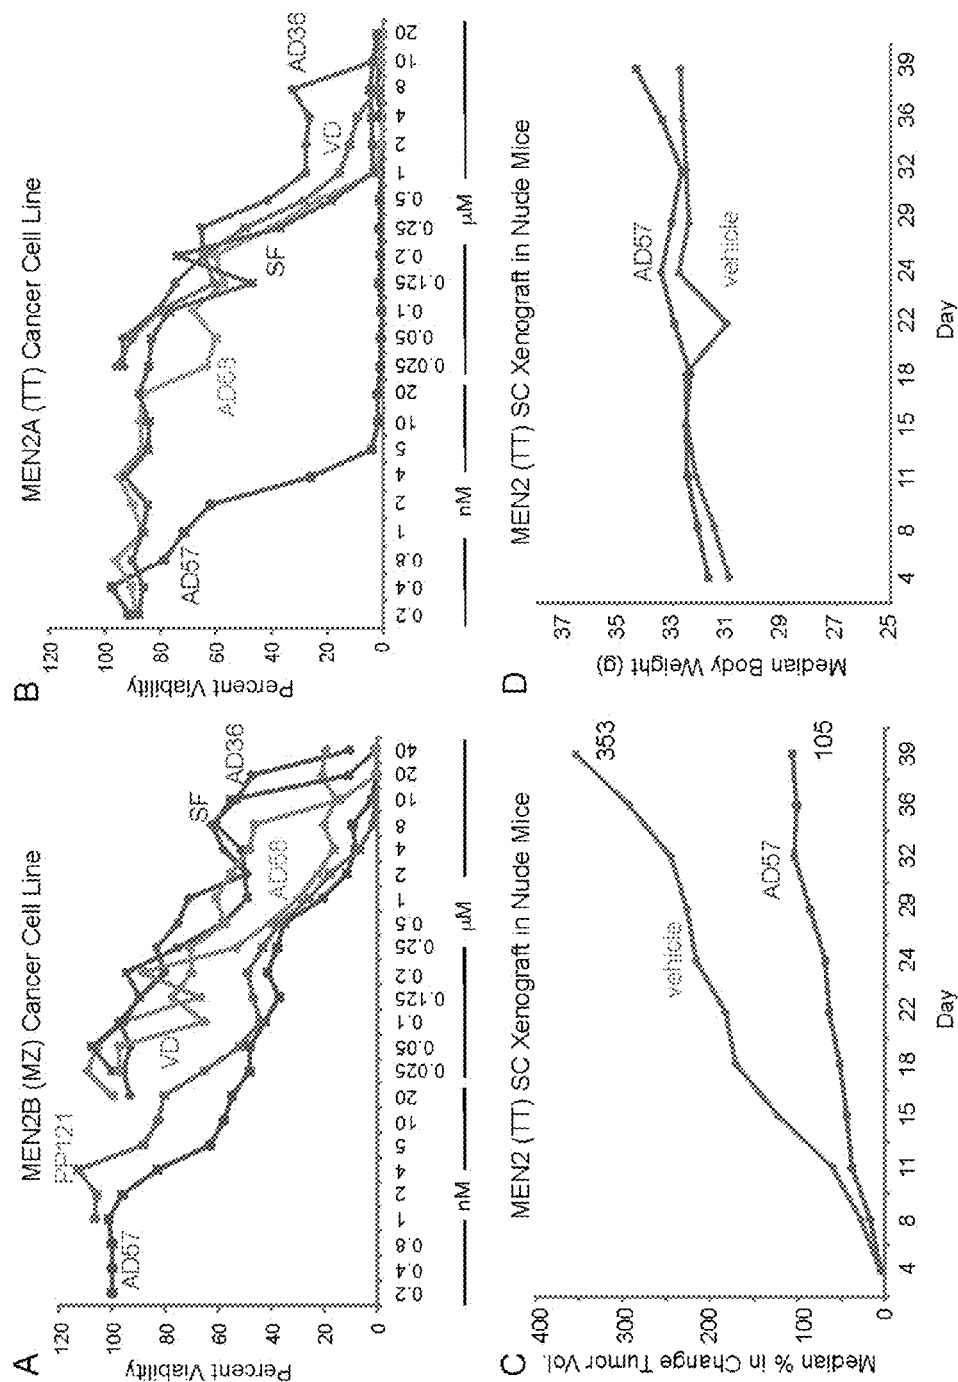 A
MEN2B (MZ) Cancer Cell Line
Percent Viability
120
100
80
60
40
20
0
PP121
AD57
VD
SF
AD36
AD58
0.2
0.4
0.8
1
2
4
5
10
20
0.025
0.05
0.1
0.125
0.2
0.25
0.5
1
2
4
8
10
20
40
nM
μM
B
MEN2A (TT) Cancer Cell Line
Percent Viability
120
100
80
60
40
20
0
AD57
AD58
SF
VD
AD36
0.2
0.4
0.8
1
2
4
5
10
20
0.025
0.05
0.1
0.125
0.2
0.25
0.5
1
2
4
8
10
20
nM
μM
C
MEN2 (TT) SC Xenograft in Nude Mice
Median % in Change Tumor Vol.
400
300
200
100
0
vehicle
353
AD57
105
4
8
11
15
18
22
24
29
32
36
39
Day
D
MEN2 (TT) SC Xenograft in Nude Mice
Median Body Weight (g)
37
35
33
31
29
27
25
AD57
vehicle
4
8
11
15
18
22
24
29
32
36
39
Day